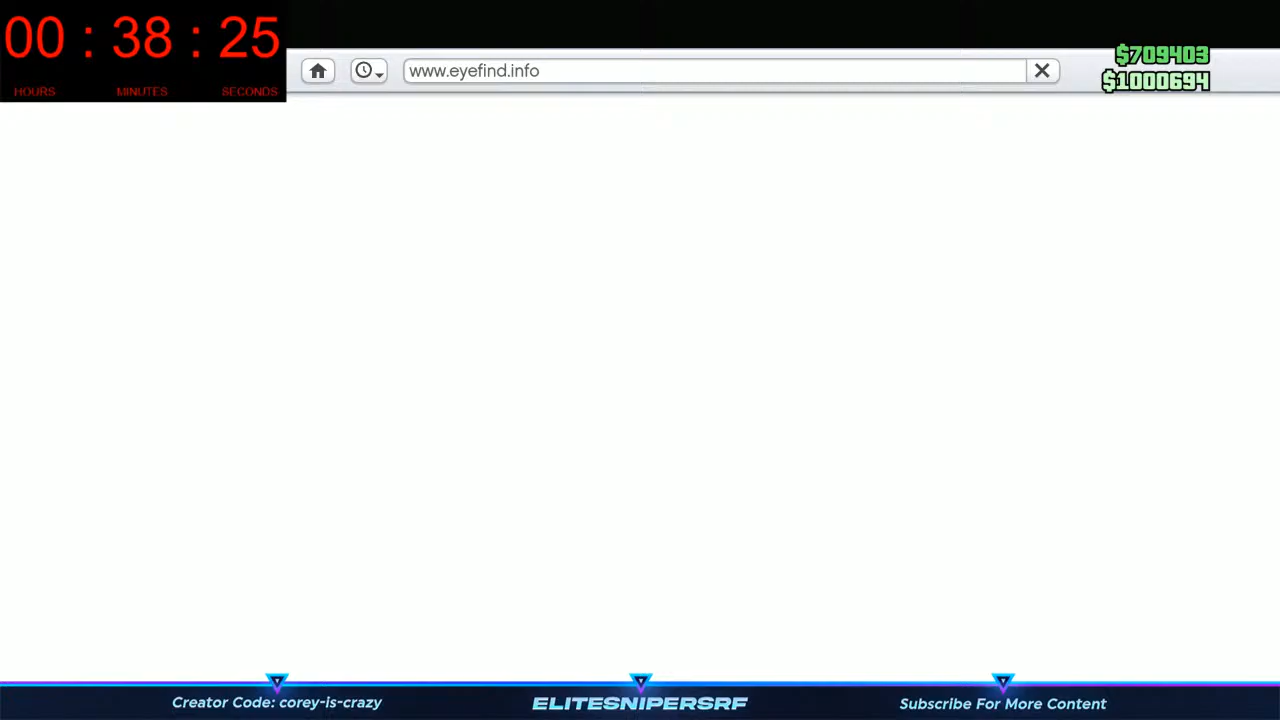 00 : 38 : 25
HOURS MINUTES SECONDS
www.eyefind.info
$709403
$1000694
Creator Code: corey-is-crazy
ELITESNIPERSRF
Subscribe For More Content